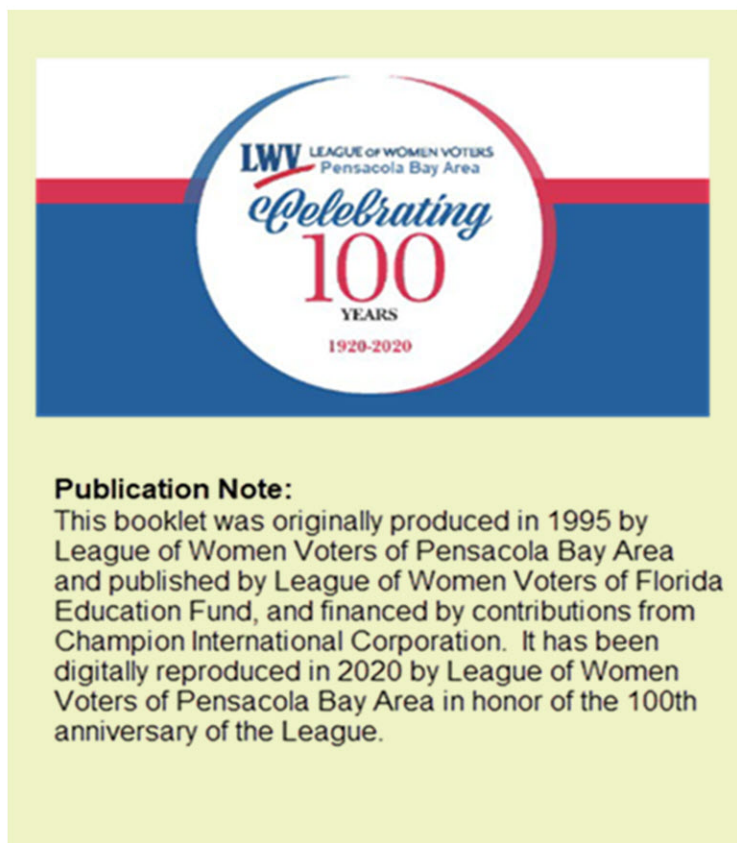 LWV LEAGUE OF WOMEN VOTERS
Pensacola Bay Area
Celebrating
100
YEARS
1920-2020
Publication Note:
This booklet was originally produced in 1995 by
League of Women Voters of Pensacola Bay Area
and published by League of Women Voters of Florida
Education Fund, and financed by contributions from
Champion International Corporation.  It has been
digitally reproduced in 2020 by League of Women
Voters of Pensacola Bay Area in honor of the 100th
anniversary of the League.